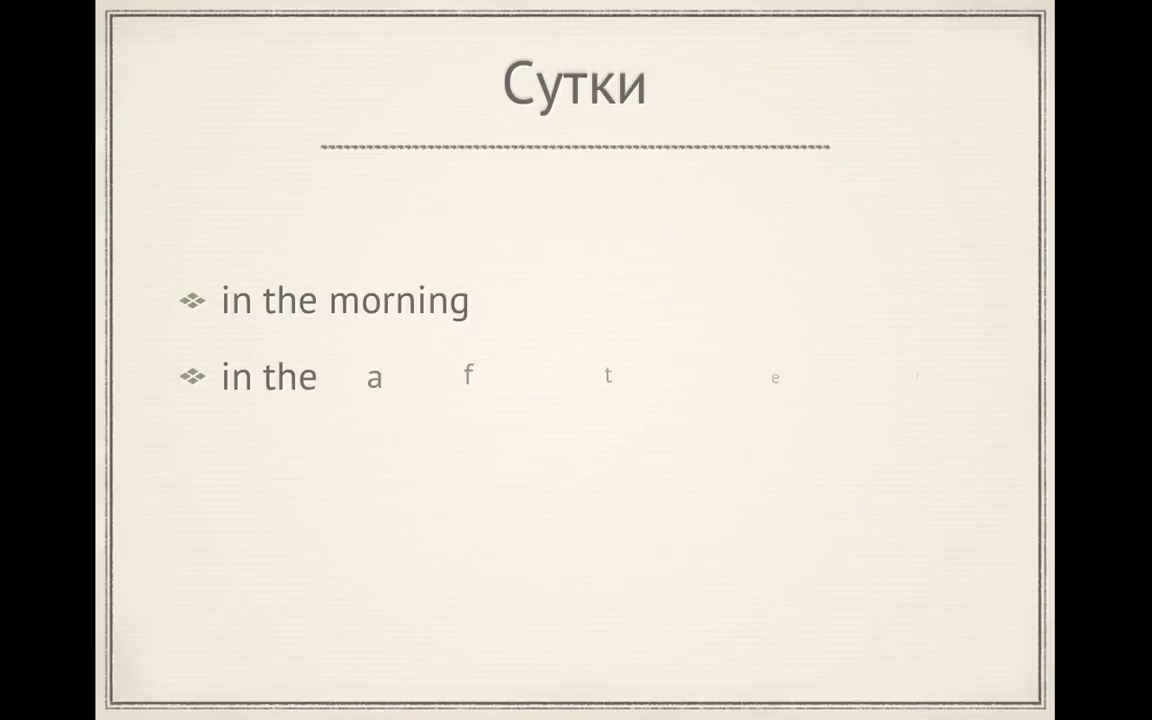 Сутки
in the morning
in the a f t e r